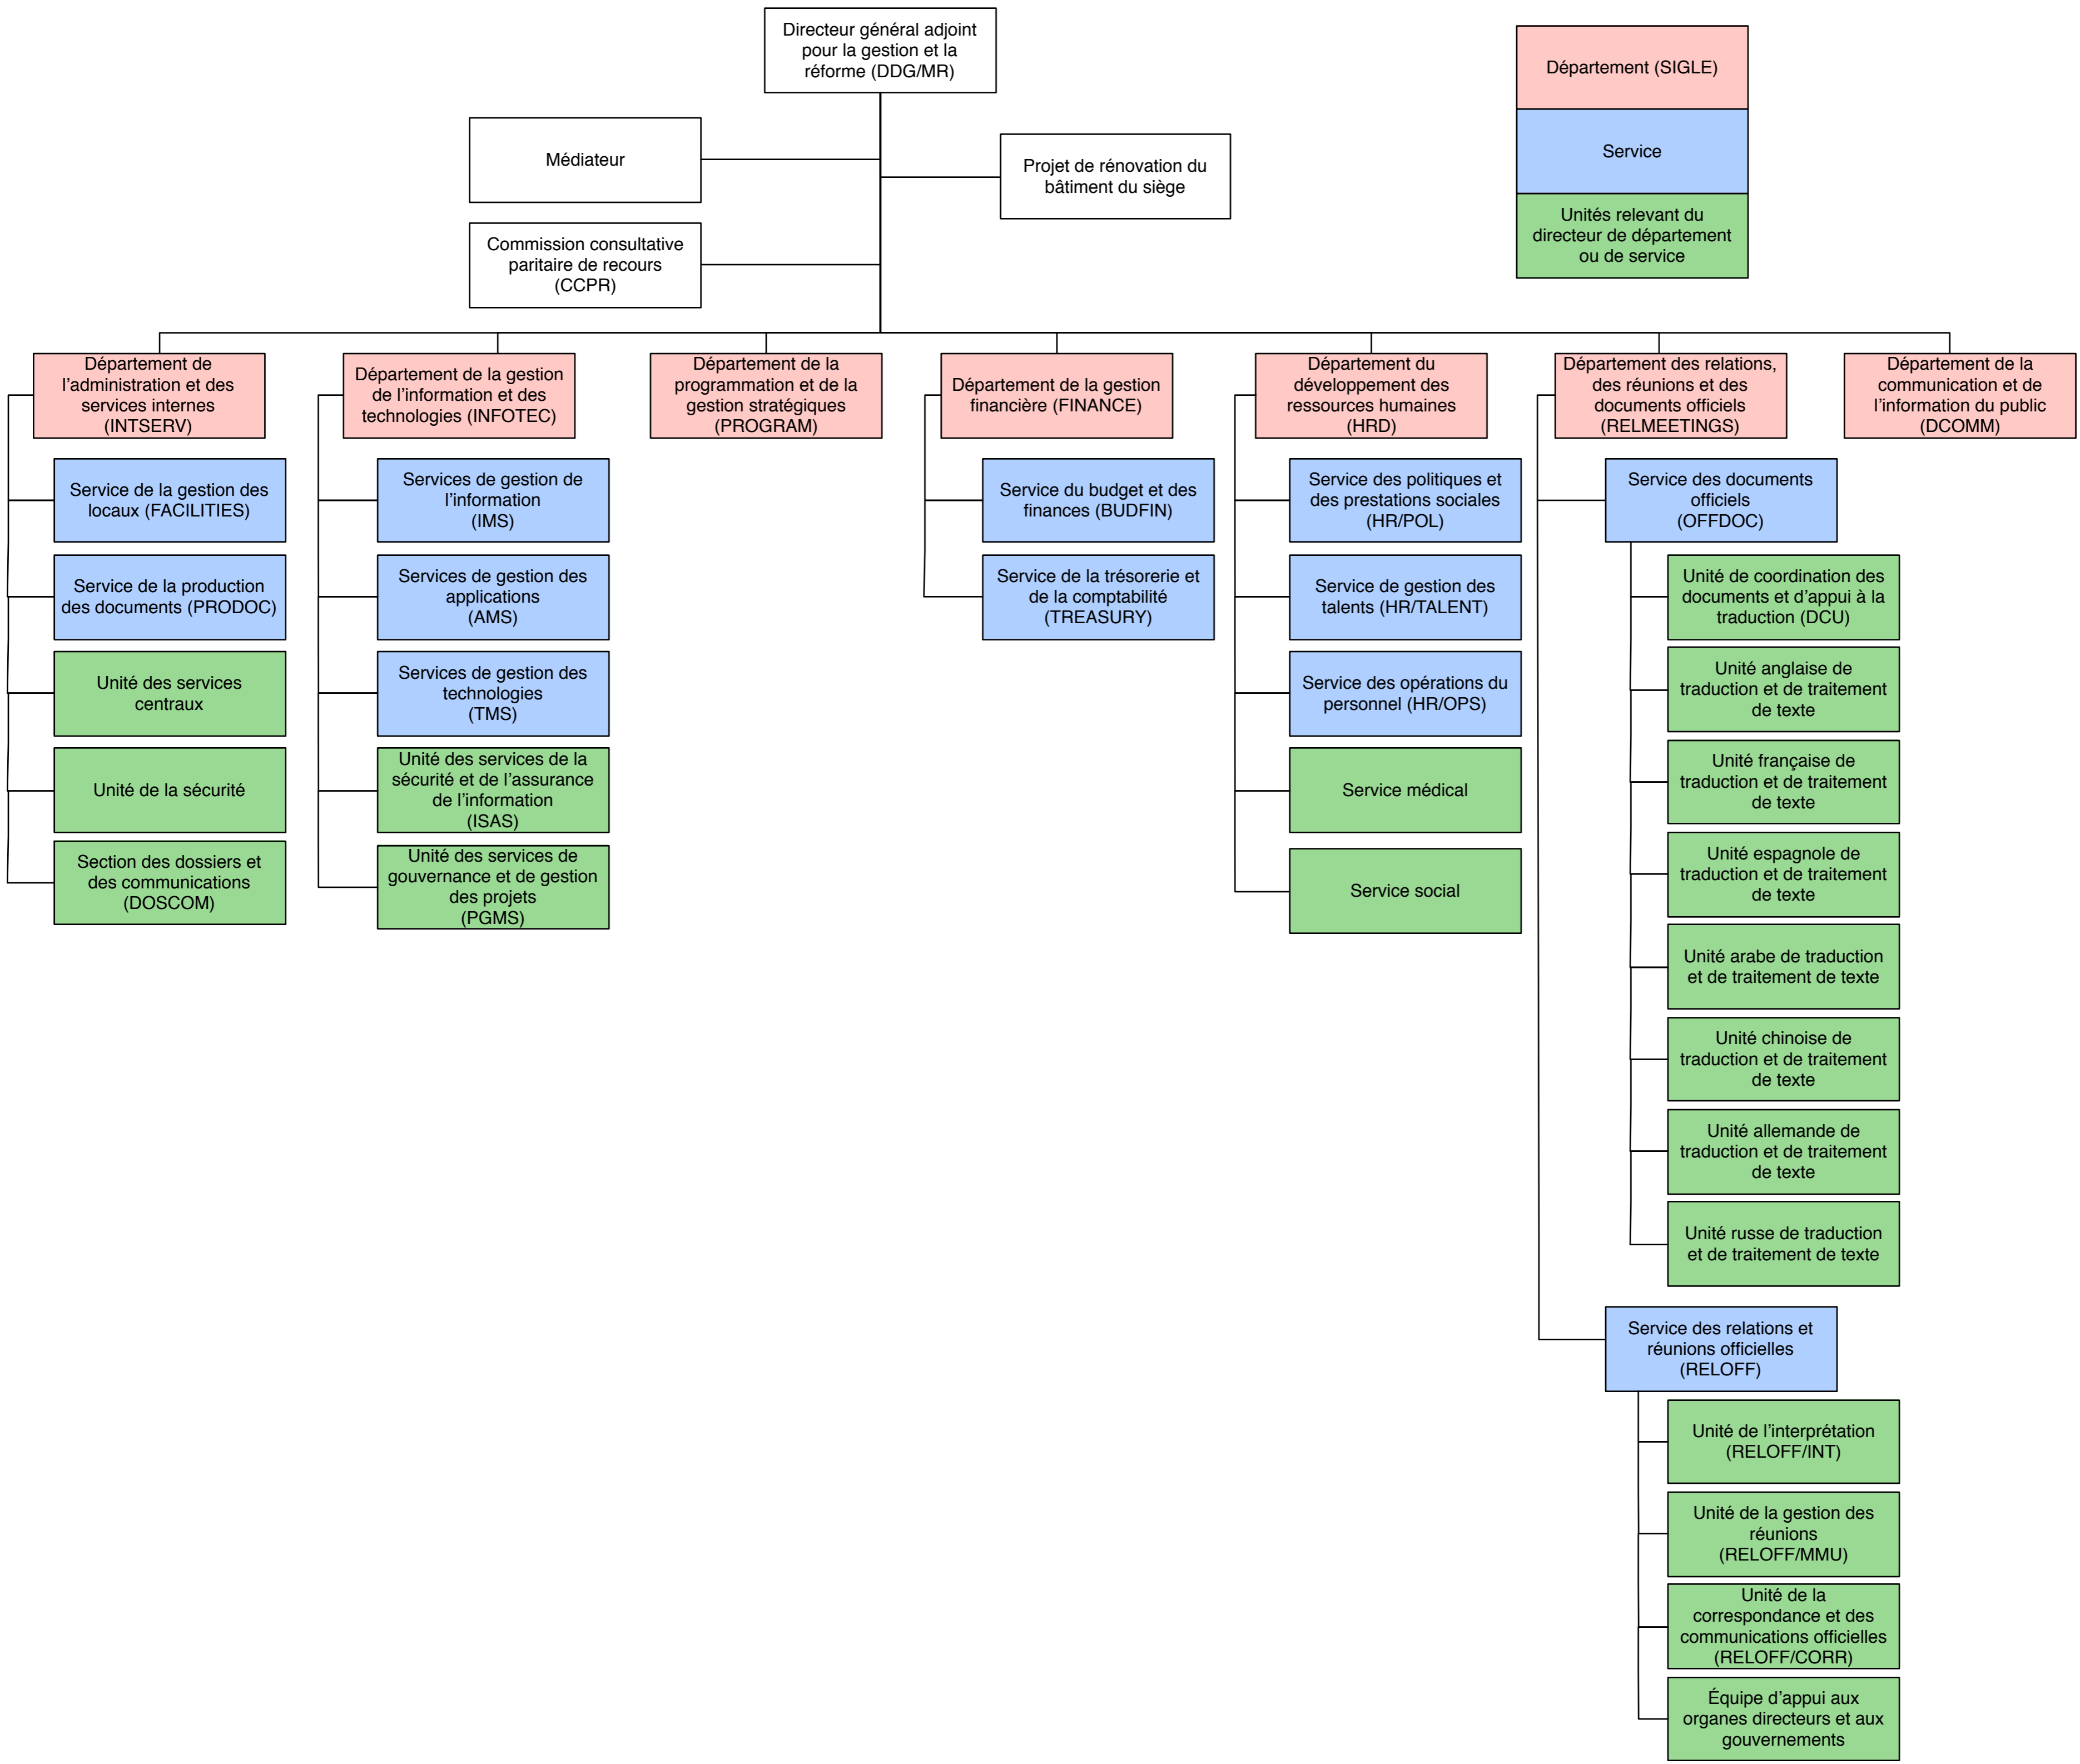 Directeur général adjoint
pour la gestion et la
réforme (DDG/MR)
Département (SIGLE)
Service
Unités relevant du
directeur de département
ou de service
Médiateur
Projet de rénovation du
bâtiment du siège
Commission consultative
paritaire de recours
(CCPR)
Département de
l’administration et des
services internes
(INTSERV)
Service de la gestion des
locaux (FACILITIES)
Service de la production
des documents (PRODOC)
Unité des services
centraux
Unité de la sécurité
Section des dossiers et
des communications
(DOSCOM)
Département de la gestion
de l’information et des
technologies (INFOTEC)
Services de gestion de
l’information
(IMS)
Services de gestion des
applications
(AMS)
Services de gestion des
technologies
(TMS)
Unité des services de la
sécurité et de l’assurance
de l’information
(ISAS)
Unité des services de
gouvernance et de gestion
des projets
(PGMS)
Département de la
programmation et de la
gestion stratégiques
(PROGRAM)
Département de la gestion
financière (FINANCE)
Service du budget et des
finances (BUDFIN)
Service de la trésorerie et
de la comptabilité
(TREASURY)
Département du
développement des
ressources humaines
(HRD)
Service des politiques et
des prestations sociales
(HR/POL)
Service de gestion des
talents (HR/TALENT)
Service des opérations du
personnel (HR/OPS)
Service médical
Service social
Département des relations,
des réunions et des
documents officiels
(RELMEETINGS)
Service des documents
officiels
(OFFDOC)
Unité de coordination des
documents et d’appui à la
traduction (DCU)
Unité anglaise de
traduction et de traitement
de texte
Unité française de
traduction et de traitement
de texte
Unité espagnole de
traduction et de traitement
de texte
Unité arabe de traduction
et de traitement de texte
Unité chinoise de
traduction et de traitement
de texte
Unité allemande de
traduction et de traitement
de texte
Unité russe de traduction
et de traitement de texte
Service des relations et
réunions officielles
(RELOFF)
Unité de l’interprétation
(RELOFF/INT)
Unité de la gestion des
réunions
(RELOFF/MMU)
Unité de la
correspondance et des
communications officielles
(RELOFF/CORR)
Équipe d’appui aux
organes directeurs et aux
gouvernements
Département de la
communication et de
l’information du public
(DCOMM)